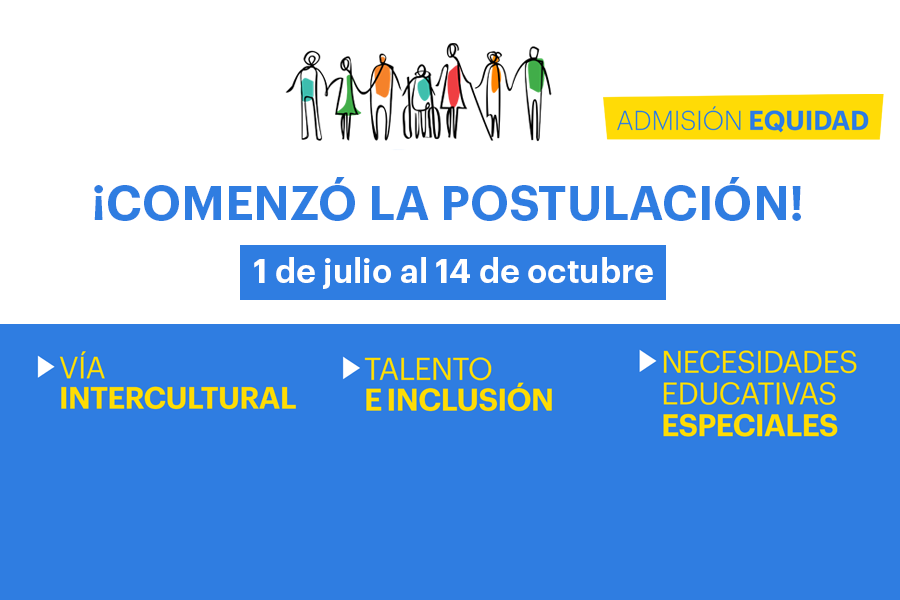 ADMISIÓN EQUIDAD
¡COMENZÓ LA POSTULACIÓN!
1 de julio al 14 de octubre
VÍA
INTERCULTURAL
TALENTO
E INCLUSIÓN
NECESIDADES
EDUCATIVAS
ESPECIALES